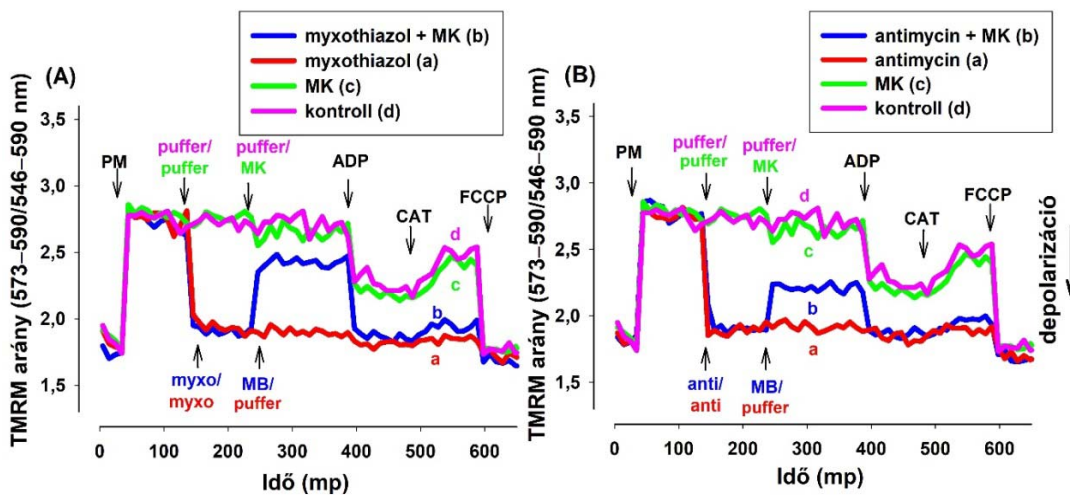 (A)
myxothiazol + MK (b)
myxothiazol (a)
MK (c)
kontroll (d)
TMRM arány (573–590/546–590 nm)
3,5
3,0
2,5
2,0
1,5
PM
puffer/
puffer
puffer/
MK
ADP
CAT
FCCP
d
c
b
a
myxo/
myxo
MB/
puffer
0 100 200 300 400 500 600
Idő (mp)
(B)
antimycin + MK (b)
antimycin (a)
MK (c)
kontroll (d)
TMRM arány (573–590/546–590 nm)
3,5
3,0
2,5
2,0
1,5
PM
puffer/
puffer
puffer/
MK
ADP
CAT
FCCP
d
c
b
a
anti/
anti
MB/
puffer
0 100 200 300 400 500 600
Idő (mp)
depolarizáció